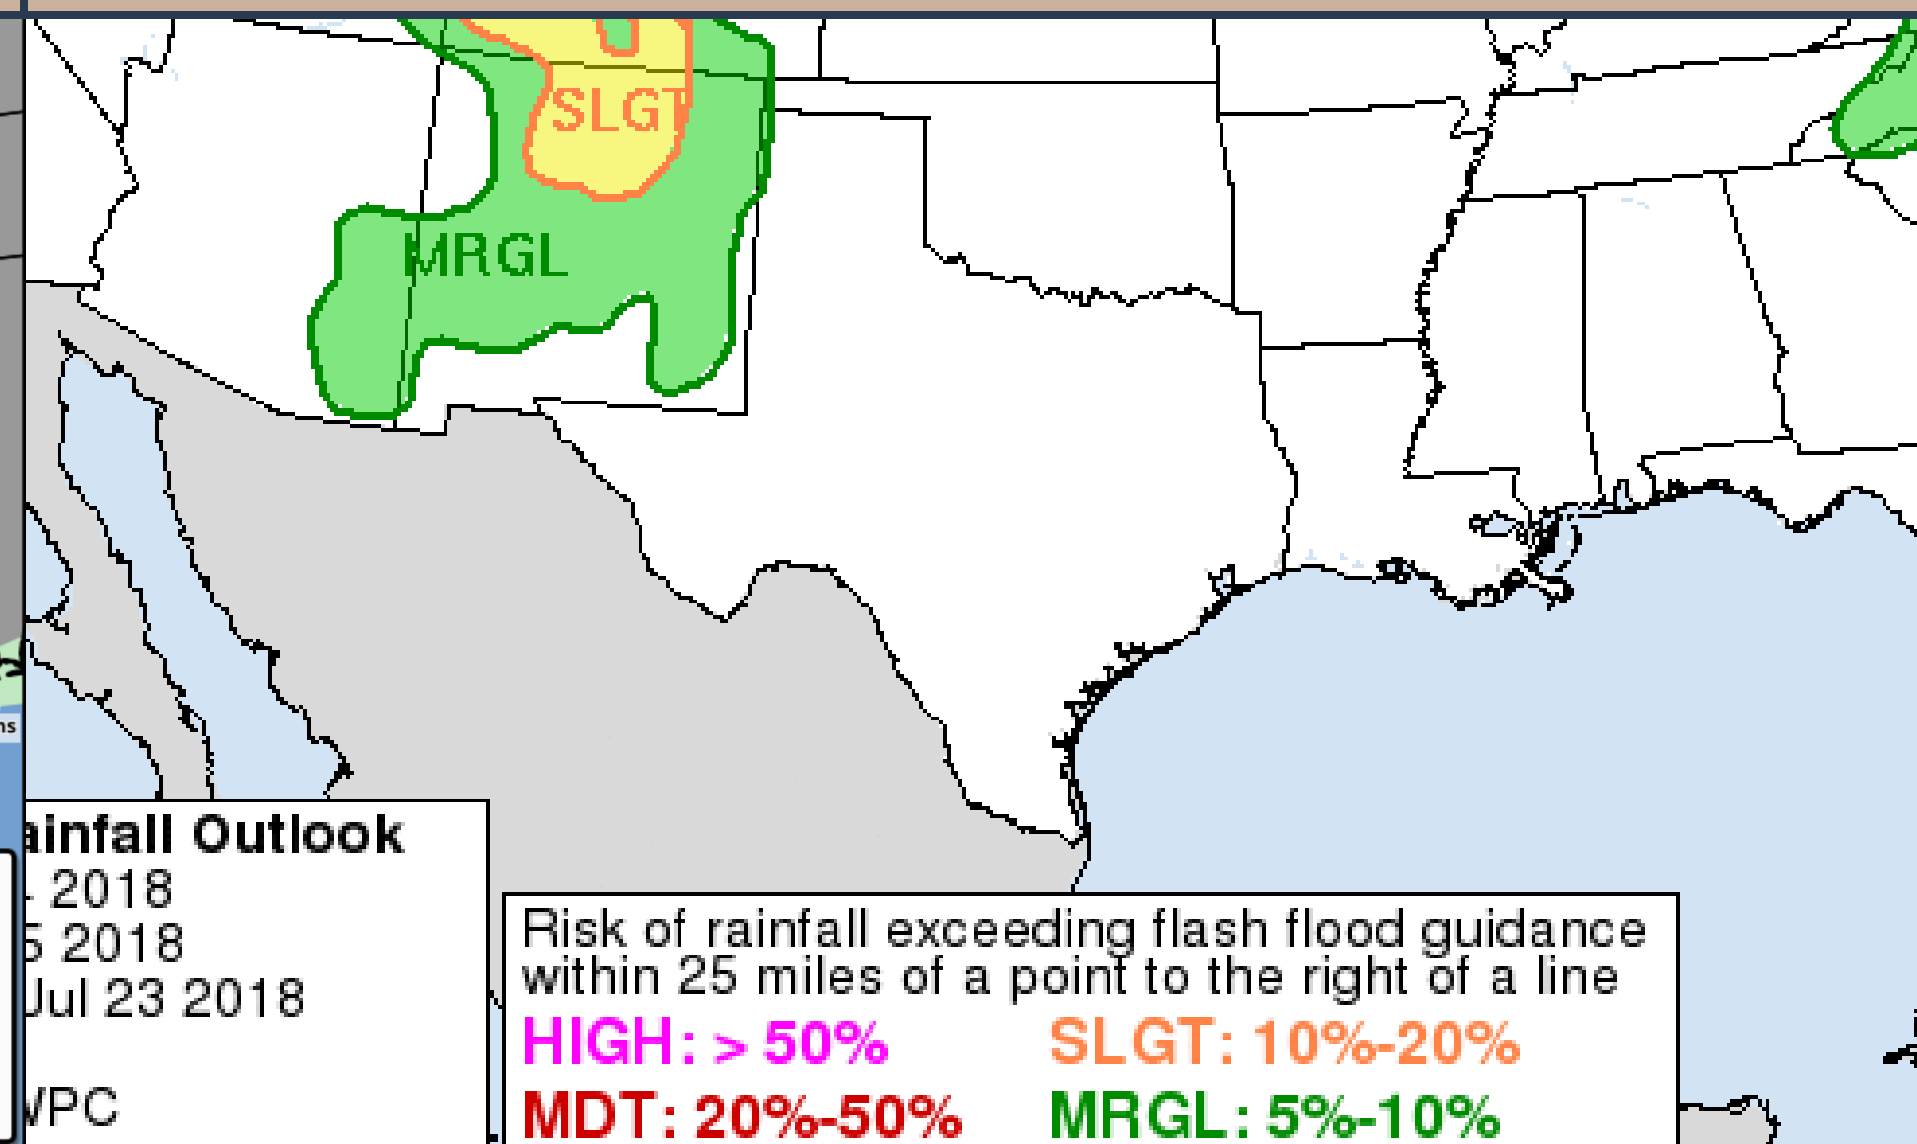 SLGT
MRGL
ainfall Outlook
2018
5 2018
Jul 23 2018
WPC
Risk of rainfall exceeding flash flood guidance
within 25 miles of a point to the right of a line
HIGH: > 50%
SLGT: 10%-20%
MDT: 20%-50%
MRGL: 5%-10%